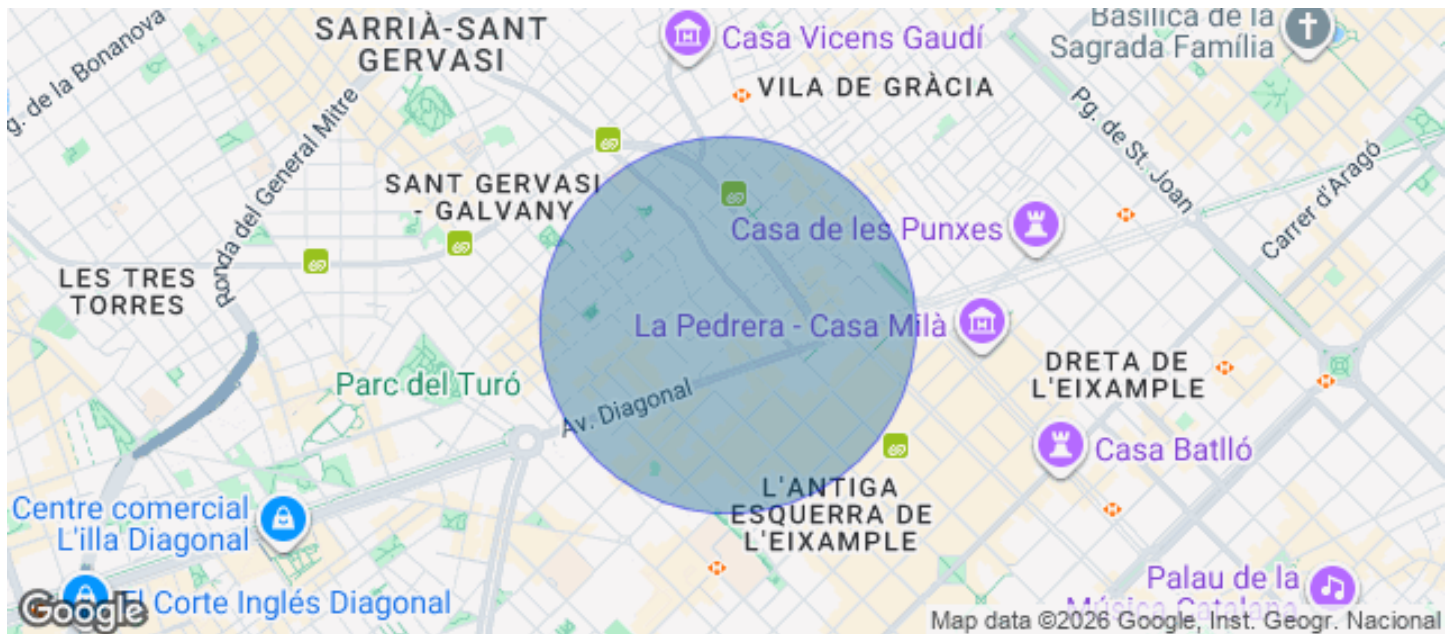 SARRIÀ-SANT
GERVASI
Casa Vicens Gaudí
Basílica de la
Sagrada Família
g. de la Bonanova
VILA DE GRÀCIA
Ronda del General Mitre
Pg. de St. Joan
Carrer d'Aragó
SANT GERVASI
- GALVANY
Casa de les Punxes
LES TRES
TORRES
La Pedrera - Casa Milà
DRETA DE
L'EIXAMPLE
Parc del Turó
Av. Diagonal
Casa Batlló
L'ANTIGA
ESQUERRA DE
L'EIXAMPLE
Centre comercial
L'illa Diagonal
Palau de la
Música Catalana
El Corte Inglés Diagonal
Google
Map data ©2026 Google, Inst. Geogr. Nacional